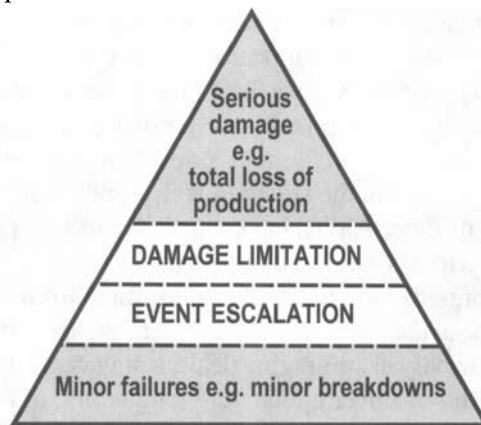 Serious
damage
e.g.
total loss of
production
DAMAGE LIMITATION
EVENT ESCALATION
Minor failures e.g. minor breakdowns